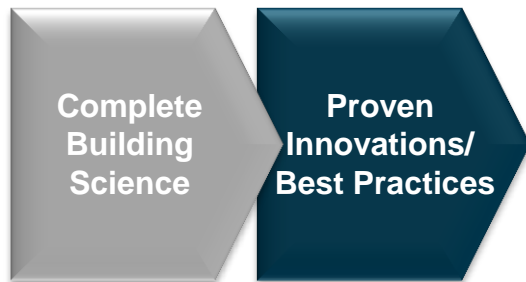 Complete
Building
Science
Proven
Innovations/
Best Practices